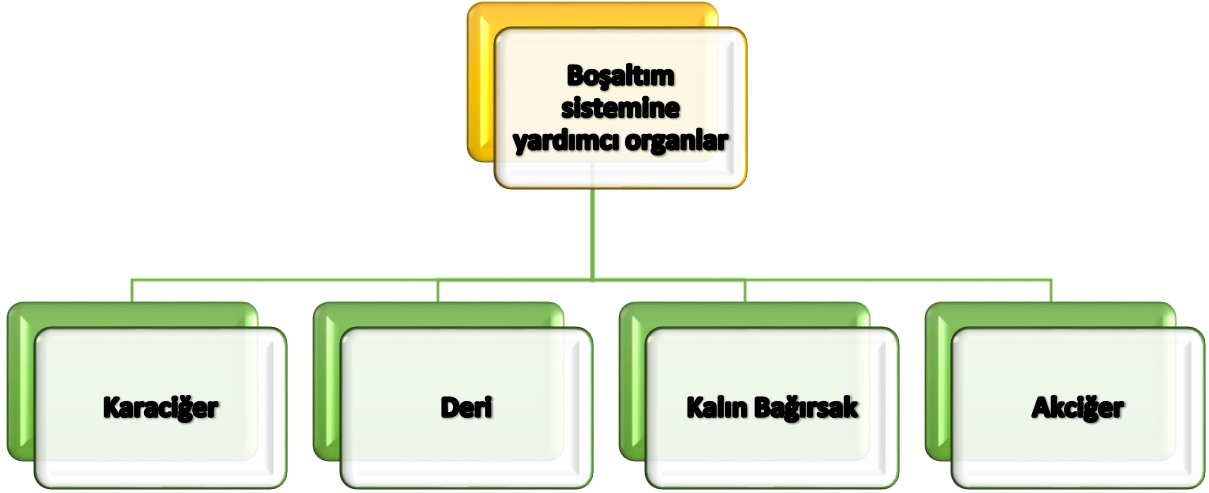 Boşaltım
sistemine
yardımcı organlar
Karaciğer
Deri
Kalın Bağırsak
Akciğer